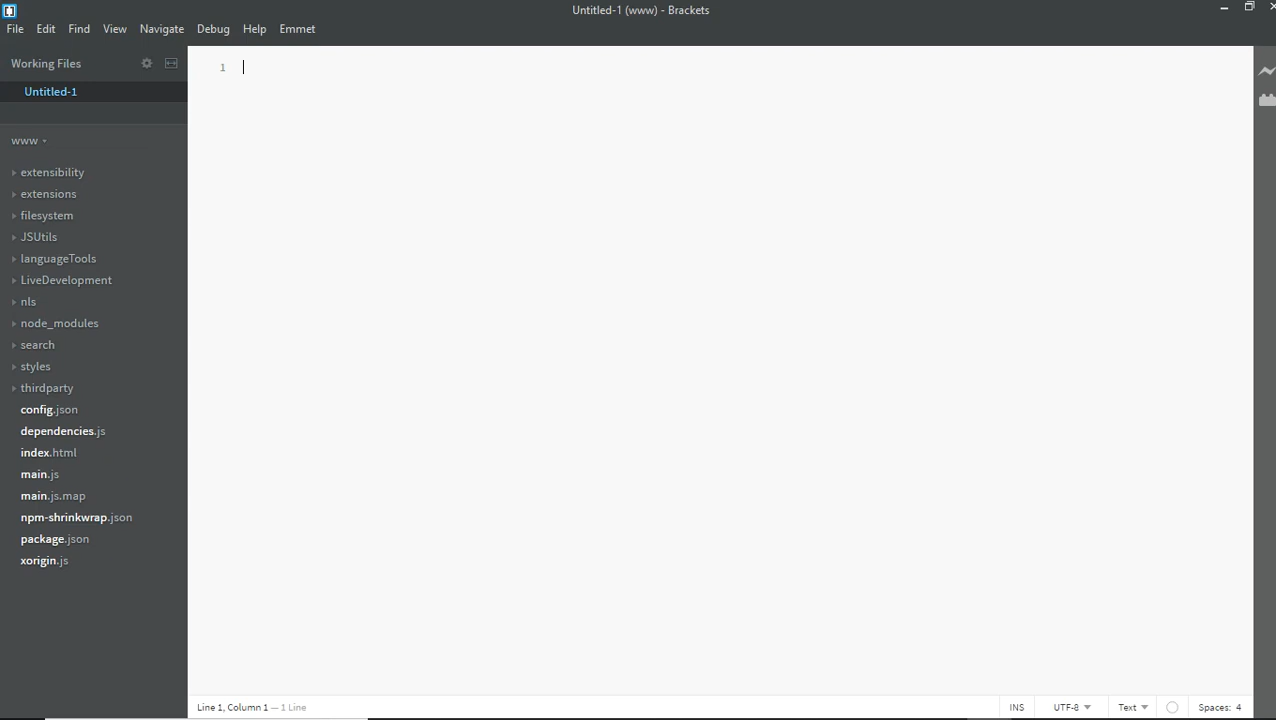 Untitled-1 (www) - Brackets
File Edit Find View Navigate Debug Help Emmet
Working Files
Untitled-1
www
extensibility
extensions
filesystem
JSUtils
languageTools
LiveDevelopment
nls
node_modules
search
styles
thirdparty
config.json
dependencies.js
index.html
main.js
main.js.map
npm-shrinkwrap.json
package.json
xorigin.js
1
Line 1, Column 1 — 1 Line INS UTF-8 Text Spaces: 4